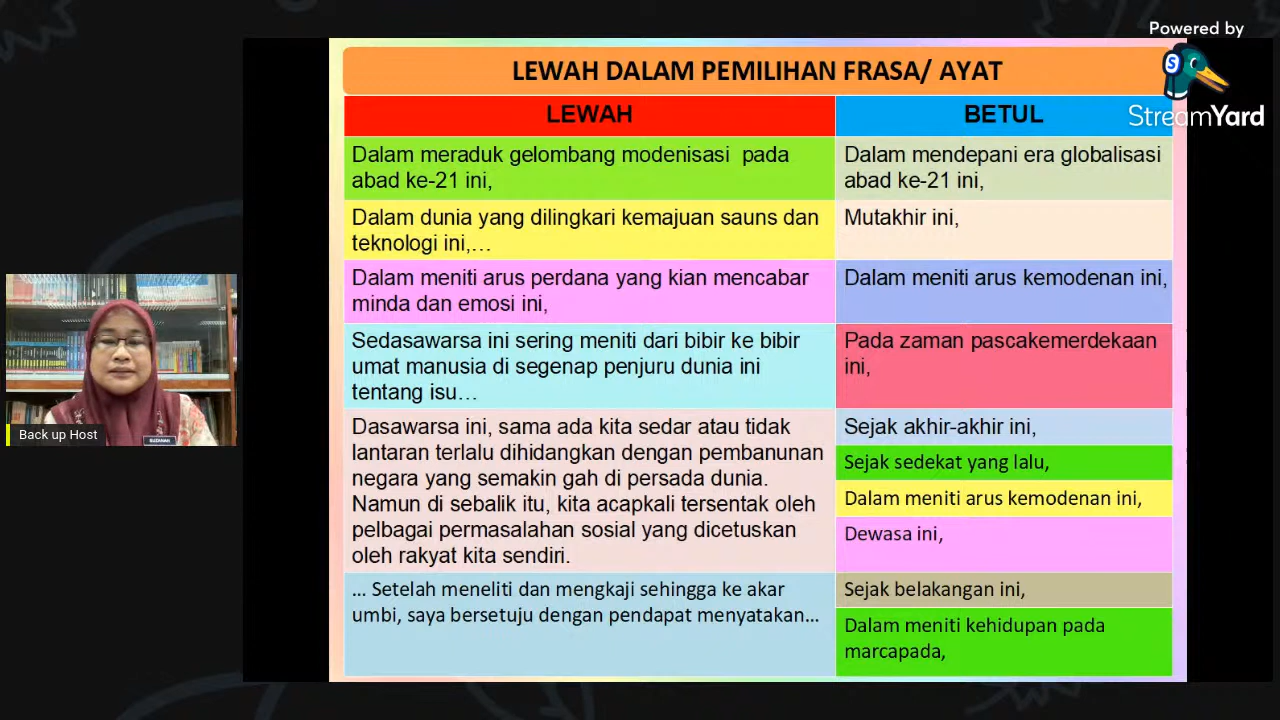 Powered by
StreamYard
LEWAH DALAM PEMILIHAN FRASA/ AYAT
LEWAH
BETUL
Dalam meraduk gelombang modenisasi pada
abad ke-21 ini,
Dalam mendepani era globalisasi
abad ke-21 ini,
Dalam dunia yang dilingkari kemajuan sauns dan
teknologi ini,…
Mutakhir ini,
Dalam meniti arus perdana yang kian mencabar
minda dan emosi ini,
Dalam meniti arus kemodenan ini,
Sedasawarsa ini sering meniti dari bibir ke bibir
umat manusia di segenap penjuru dunia ini
tentang isu…
Pada zaman pascakemerdekaan
ini,
Dasawarsa ini, sama ada kita sedar atau tidak
lantaran terlalu dihidangkan dengan pembanunan
negara yang semakin gah di persada dunia.
Namun di sebalik itu, kita acapkali tersentak oleh
pelbagai permasalahan sosial yang dicetuskan
oleh rakyat kita sendiri.
Sejak akhir-akhir ini,
Sejak sedekat yang lalu,
Dalam meniti arus kemodenan ini,
Dewasa ini,
… Setelah meneliti dan mengkaji sehingga ke akar
umbi, saya bersetuju dengan pendapat menyatakan…
Sejak belakangan ini,
Dalam meniti kehidupan pada
marcapada,
Back up Host